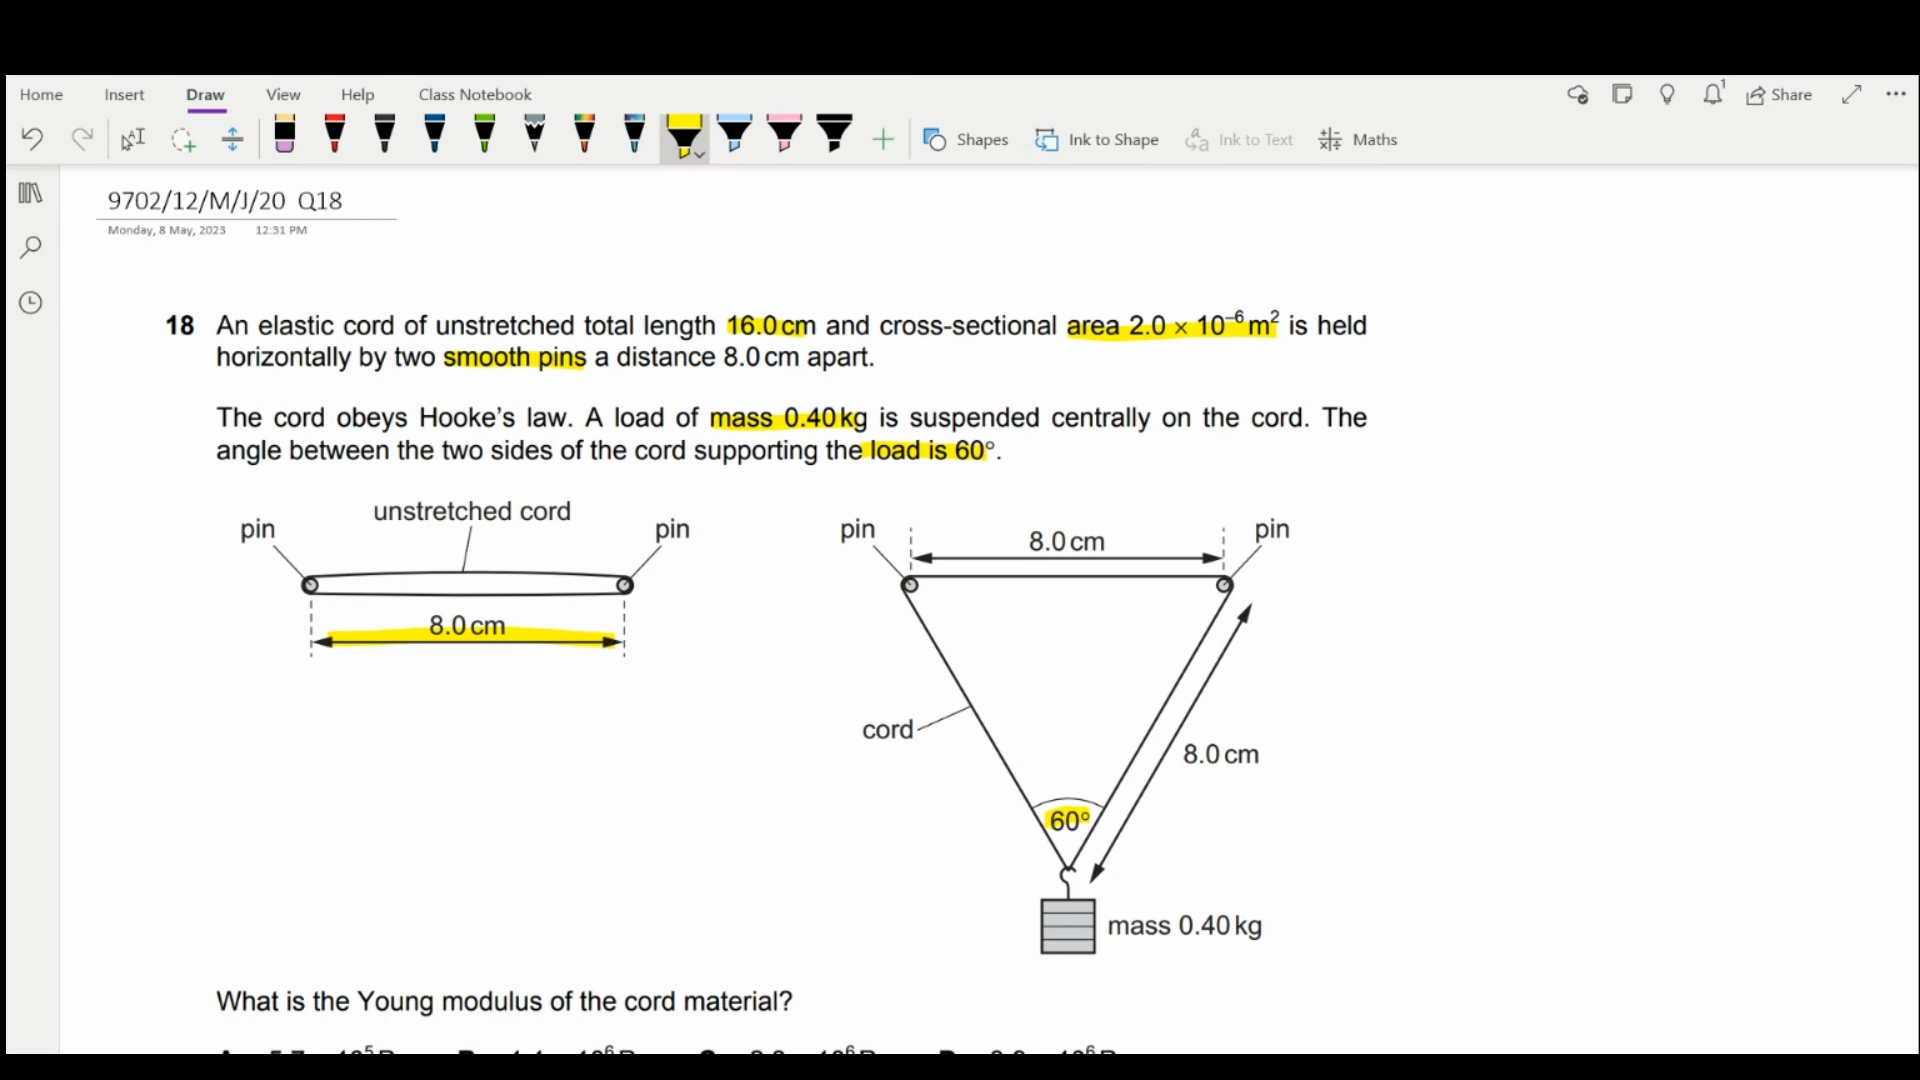 Home Insert Draw View Help Class Notebook
1
Share
Shapes Ink to Shape Ink to Text Maths
9702/12/M/J/20 Q18
Monday, 8 May, 2023 12:31 PM
18 An elastic cord of unstretched total length 16.0 cm and cross-sectional area 2.0 × 10⁻⁶ m² is held
horizontally by two smooth pins a distance 8.0 cm apart.
The cord obeys Hooke's law. A load of mass 0.40 kg is suspended centrally on the cord. The
angle between the two sides of the cord supporting the load is 60°.
unstretched cord
pin pin
8.0 cm
pin pin
8.0 cm
cord
8.0 cm
60°
mass 0.40 kg
What is the Young modulus of the cord material?